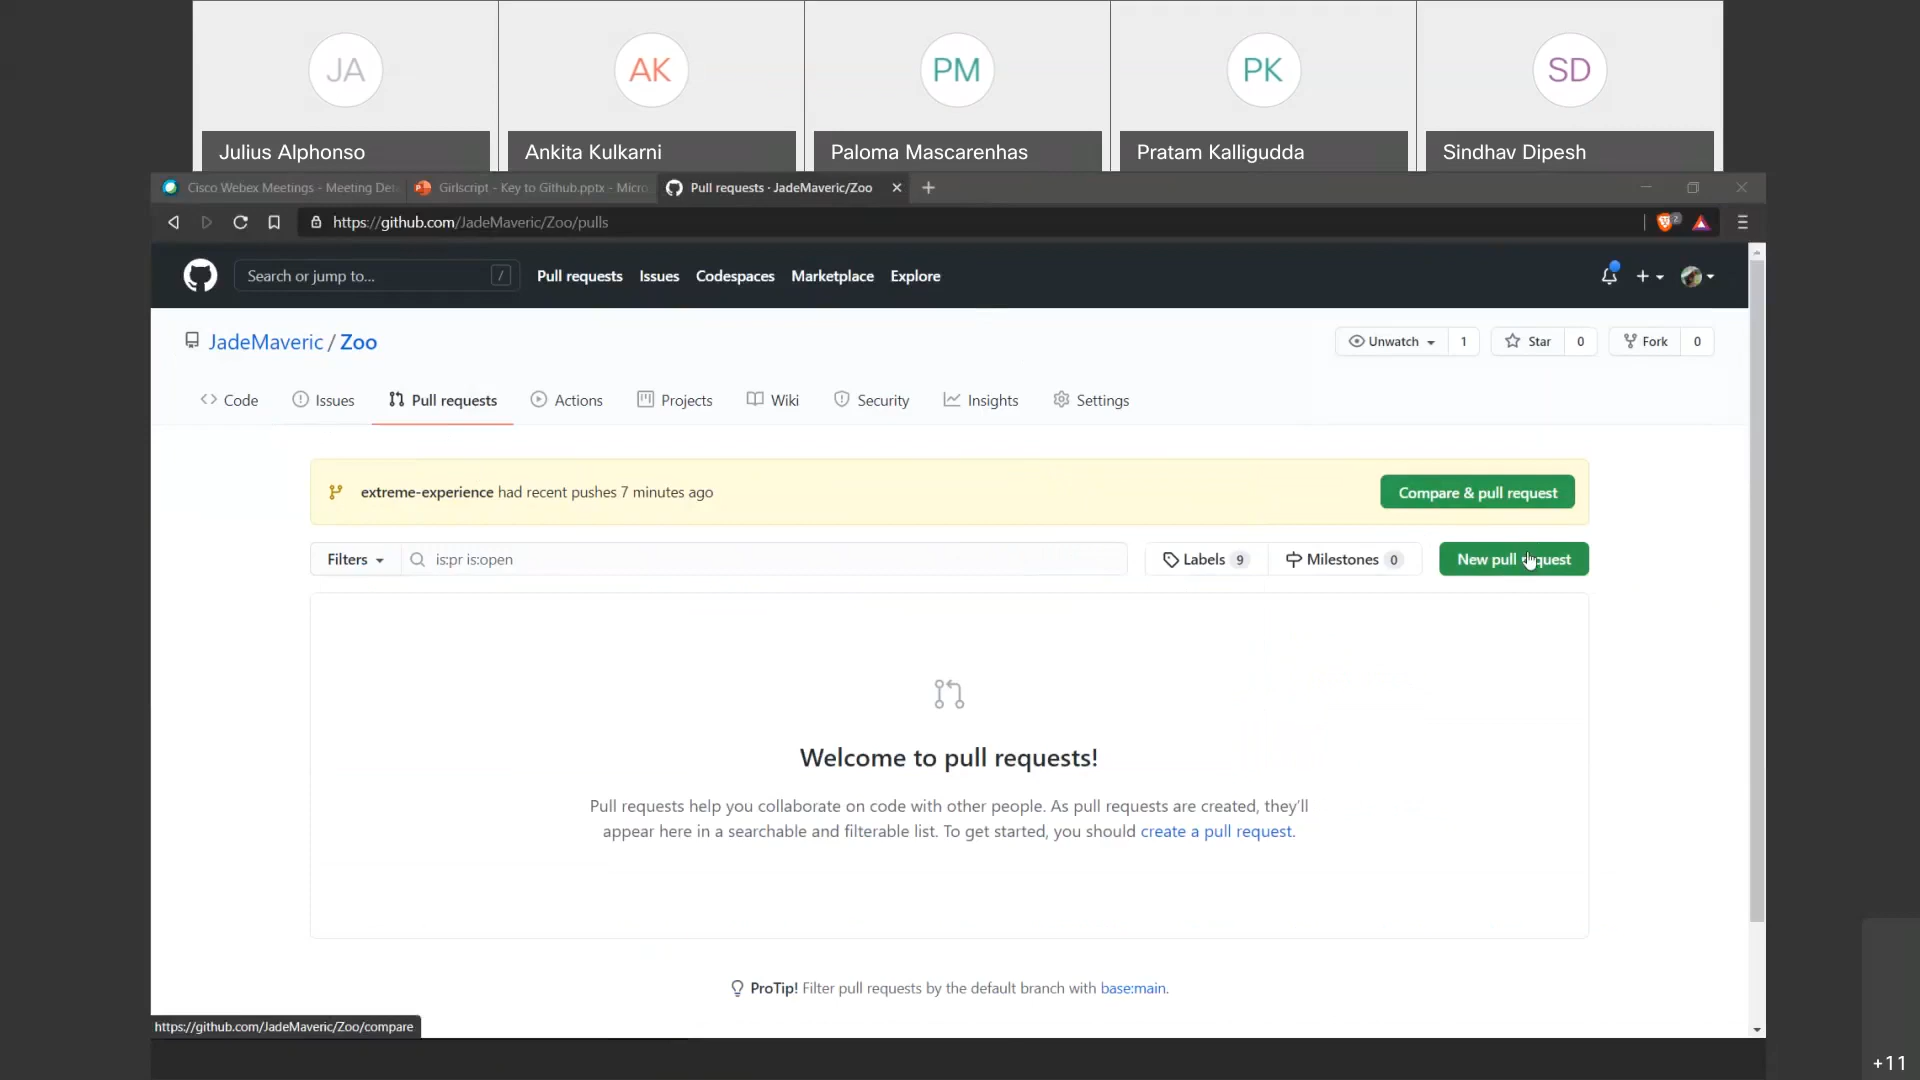 JA
AK
PM
PK
SD
Julius Alphonso
Ankita Kulkarni
Paloma Mascarenhas
Pratam Kalligudda
Sindhav Dipesh
Cisco Webex Meetings - Meeting Det
Girlscript - Key to Github.pptx - Micro
Pull requests · JadeMaveric/Zoo
https://github.com/JadeMaveric/Zoo/pulls
2
Search or jump to...
/
Pull requests
Issues
Codespaces
Marketplace
Explore
JadeMaveric / Zoo
Unwatch 1
Star 0
Fork 0
Code
Issues
Pull requests
Actions
Projects
Wiki
Security
Insights
Settings
extreme-experience had recent pushes 7 minutes ago
Compare & pull request
Filters
is:pr is:open
Labels 9
Milestones 0
New pull request
Welcome to pull requests!
Pull requests help you collaborate on code with other people. As pull requests are created, they'll
appear here in a searchable and filterable list. To get started, you should create a pull request.
ProTip! Filter pull requests by the default branch with base:main.
https://github.com/JadeMaveric/Zoo/compare
+11